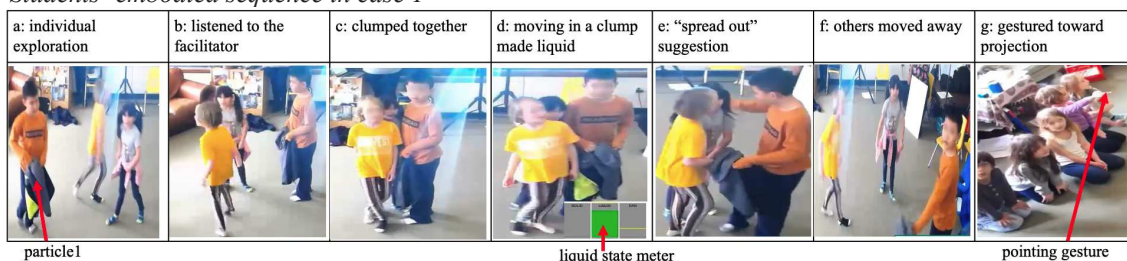 Students' embodied sequence in case 1
a: individual
exploration
b: listened to the
facilitator
c: clumped together
d: moving in a clump
made liquid
e: “spread out”
suggestion
f: others moved away
g: gestured toward
projection
particle1
liquid state meter
pointing gesture